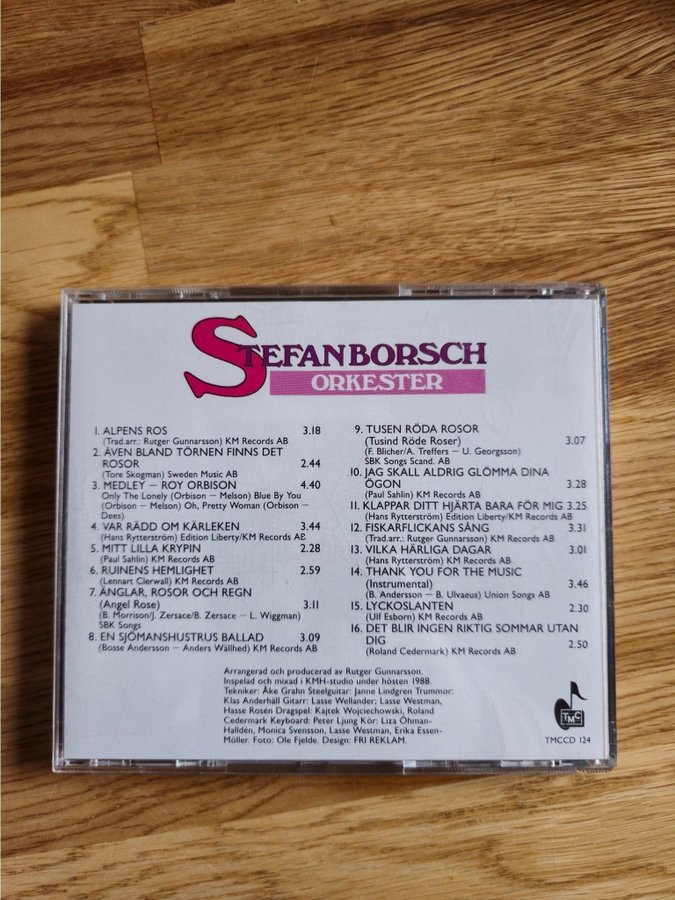 STEFAN BORSCH
ORKESTER
1. ALPENS ROS 3.18
(Trad.arr.: Rutger Gunnarsson) KM Records AB
2. ÄVEN BLAND TÖRNEN FINNS DET
ROSOR 2.44
(Tore Skogman) Sweden Music AB
3. MEDLEY – ROY ORBISON 4.40
Only The Lonely (Orbison – Melson) Blue By You
(Orbison – Melson) Oh, Pretty Woman (Orbison –
Dees)
4. VAR RÄDD OM KÄRLEKEN 3.44
(Hans Rytterström) Edition Liberty/KM Records AB
5. MITT LILLA KRYPIN 2.28
(Paul Sahlin) KM Records AB
6. RUINENS HEMLIGHET 2.59
(Lennart Clerwall) KM Records AB
7. ÄNGLAR, ROSOR OCH REGN
(Angel Rose) 3.11
(B. Morrison/J. Zersace/B. Zersace – L. Wiggman)
SBK Songs
8. EN SJÖMANSHUSTRUS BALLAD 3.09
(Bosse Andersson – Anders Wällhed) KM Records AB
9. TUSEN RÖDA ROSOR
(Tusind Röde Roser) 3.07
(F. Blicher/A. Treffers – U. Georgsson)
SBK Songs Scand. AB
10. JAG SKALL ALDRIG GLÖMMA DINA
ÖGON 3.28
(Paul Sahlin) KM Records AB
11. KLAPPAR DITT HJÄRTA BARA FÖR MIG 3.25
(Hans Rytterström) Edition Liberty/KM Records AB
12. FISKARFLICKANS SÅNG 3.31
(Trad.arr.: Rutger Gunnarsson) KM Records AB
13. VILKA HÄRLIGA DAGAR 3.01
(Hans Rytterström) KM Records AB
14. THANK YOU FOR THE MUSIC
(Instrumental) 3.46
(B. Andersson – B. Ulvaeus) Union Songs AB
15. LYCKOSLANTEN 2.30
(Ulf Esborn) KM Records AB
16. DET BLIR INGEN RIKTIG SOMMAR UTAN
DIG 2.50
(Roland Cedermark) KM Records AB
Arrangerad och producerad av Rutger Gunnarsson.
Inspelad och mixad i KMH-studio under hösten 1988.
Tekniker: Åke Grahn Steelguitar: Janne Lindgren Trummor:
Klas Anderhäll Gitarr: Lasse Wellander; Lasse Westman,
Hasse Rosén Dragspel: Kajtek Wojciechowski, Roland
Cedermark Keyboard: Peter Ljung Kör: Liza Öhman-
Halldén, Monica Svensson, Lasse Westman, Erika Essen-
Möller. Foto: Ole Fjelde. Design: FRI REKLAM.
TMC
TMCCD 124